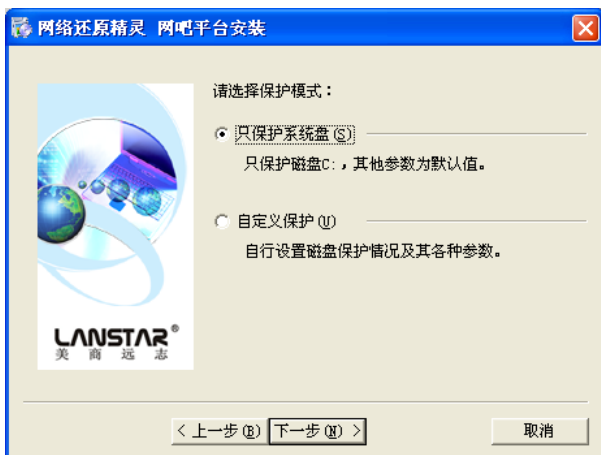 网络还原精灵 网吧平台安装
请选择保护模式：
只保护系统盘(S)
只保护磁盘C:，其他参数为默认值。
自定义保护(U)
自行设置磁盘保护情况及其各种参数。
LANSTAR®
美商远志
< 上一步(B) 下一步(N) > 取消